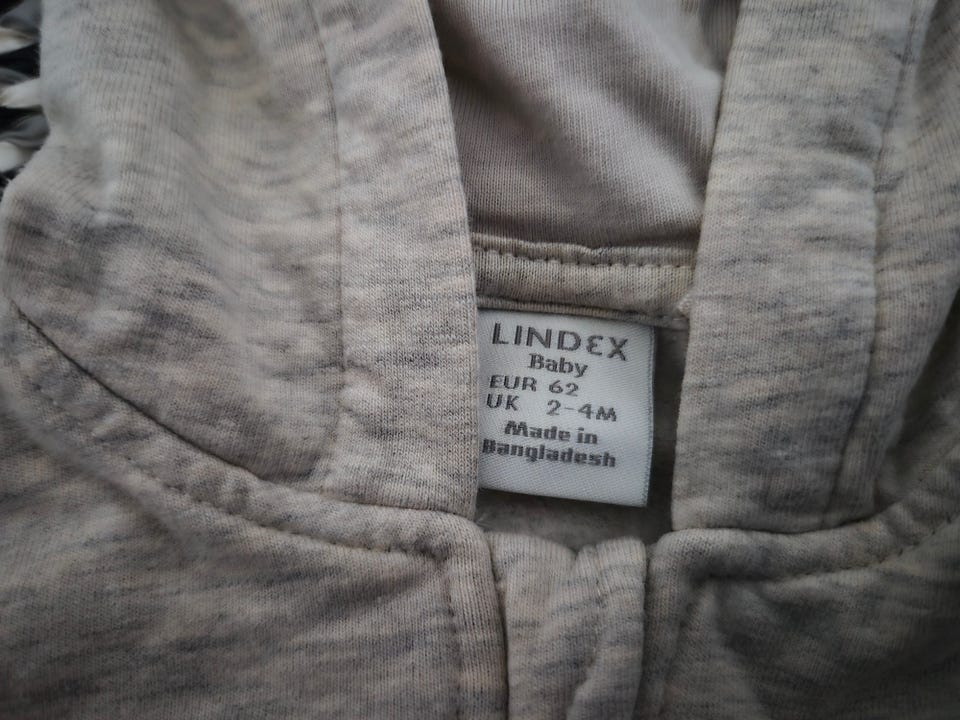 LINDEX
Baby
EUR 62
UK 2-4M
Made in
Bangladesh